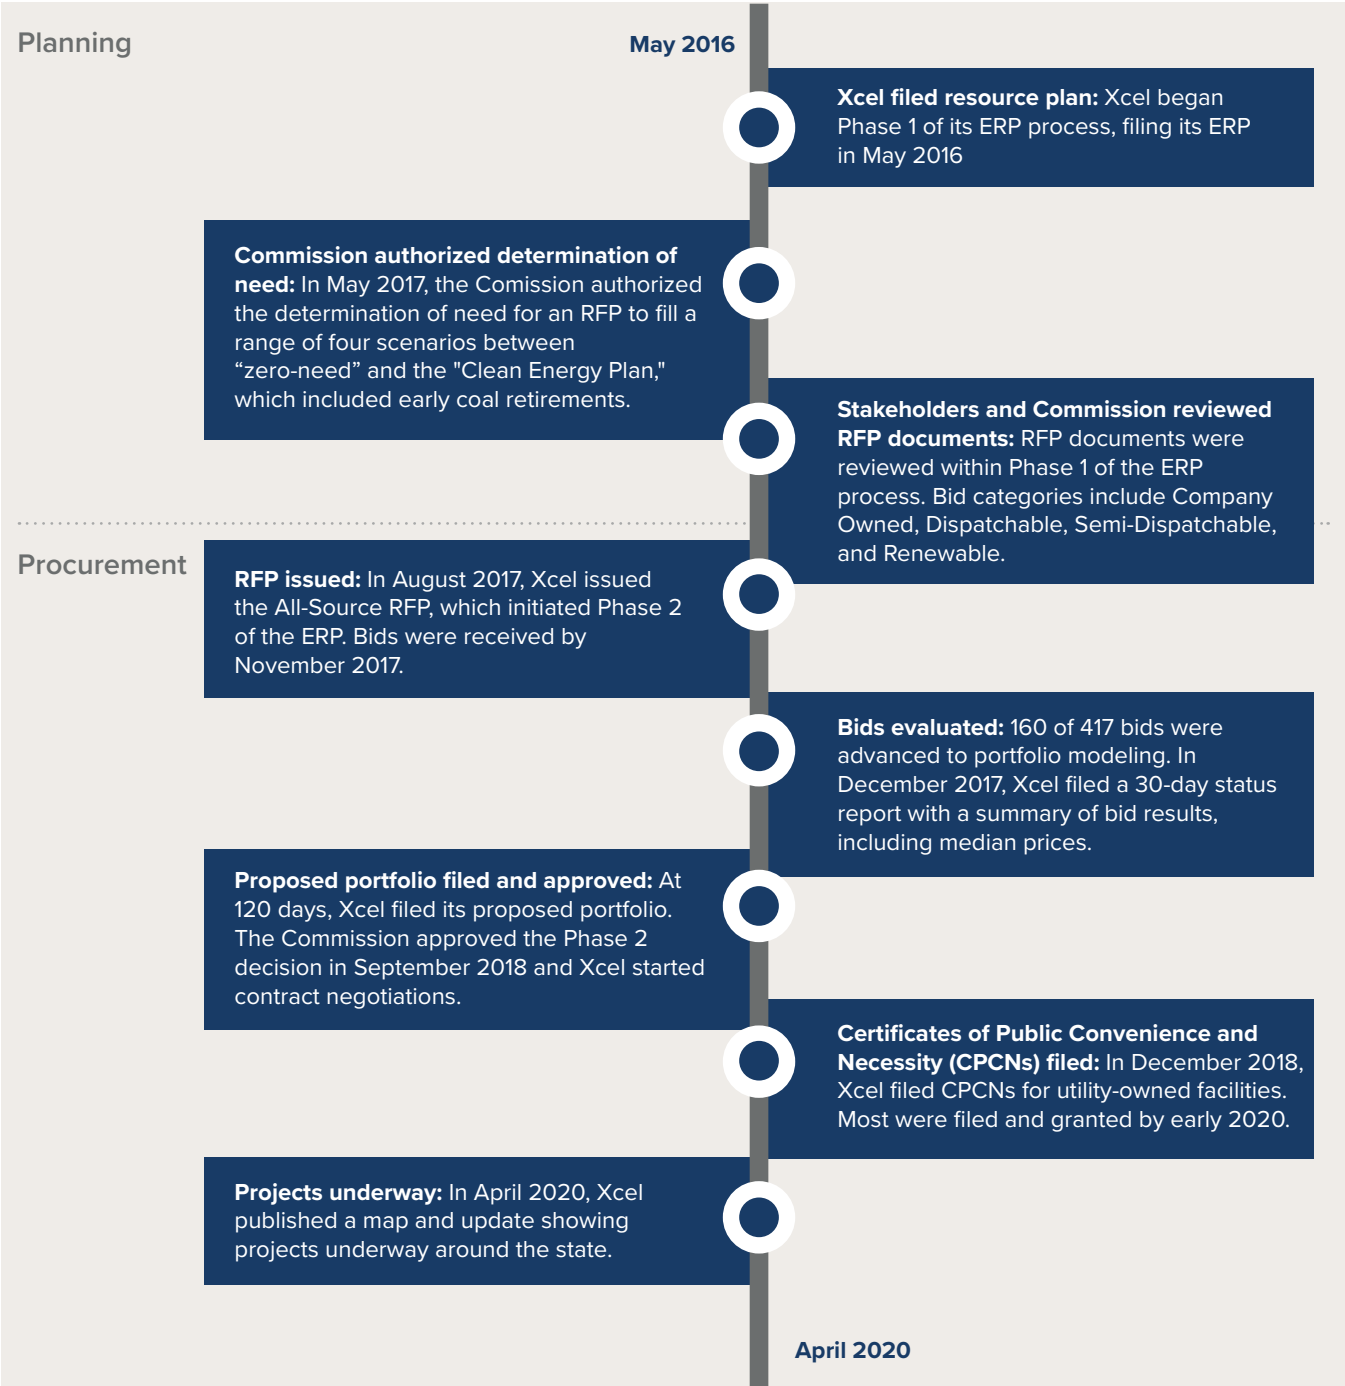 Planning
May 2016
Xcel filed resource plan: Xcel began
Phase 1 of its ERP process, filing its ERP
in May 2016
Commission authorized determination of
need: In May 2017, the Comission authorized
the determination of need for an RFP to fill a
range of four scenarios between
“zero-need” and the "Clean Energy Plan,"
which included early coal retirements.
Stakeholders and Commission reviewed
RFP documents: RFP documents were
reviewed within Phase 1 of the ERP
process. Bid categories include Company
Owned, Dispatchable, Semi-Dispatchable,
and Renewable.
Procurement
RFP issued: In August 2017, Xcel issued
the All-Source RFP, which initiated Phase 2
of the ERP. Bids were received by
November 2017.
Bids evaluated: 160 of 417 bids were
advanced to portfolio modeling. In
December 2017, Xcel filed a 30-day status
report with a summary of bid results,
including median prices.
Proposed portfolio filed and approved: At
120 days, Xcel filed its proposed portfolio.
The Commission approved the Phase 2
decision in September 2018 and Xcel started
contract negotiations.
Certificates of Public Convenience and
Necessity (CPCNs) filed: In December 2018,
Xcel filed CPCNs for utility-owned facilities.
Most were filed and granted by early 2020.
Projects underway: In April 2020, Xcel
published a map and update showing
projects underway around the state.
April 2020